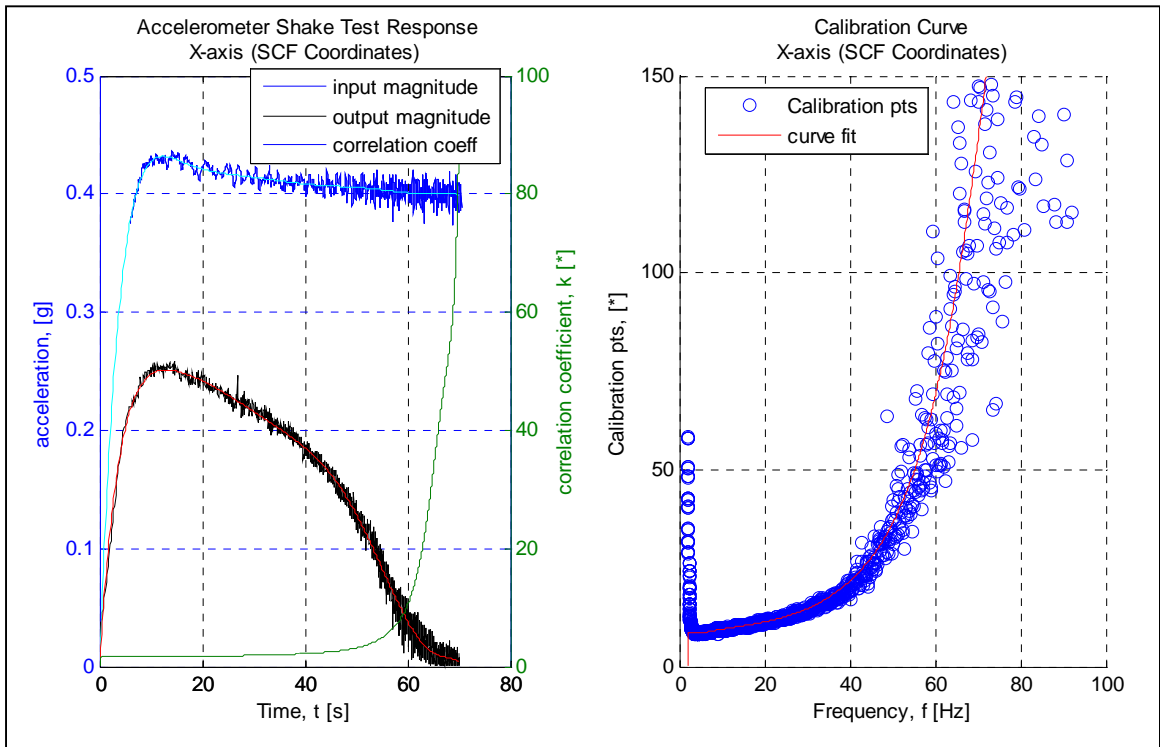 Accelerometer Shake Test Response
X-axis (SCF Coordinates)
0.5
0.4
0.3
0.2
0.1
0
acceleration, [g]
input magnitude
output magnitude
correlation coeff
100
80
60
40
20
0
correlation coefficient, k [*]
0
20
40
60
80
Time, t [s]
Calibration Curve
X-axis (SCF Coordinates)
150
100
50
0
Calibration pts, [*]
Calibration pts
curve fit
0
20
40
60
80
100
Frequency, f [Hz]